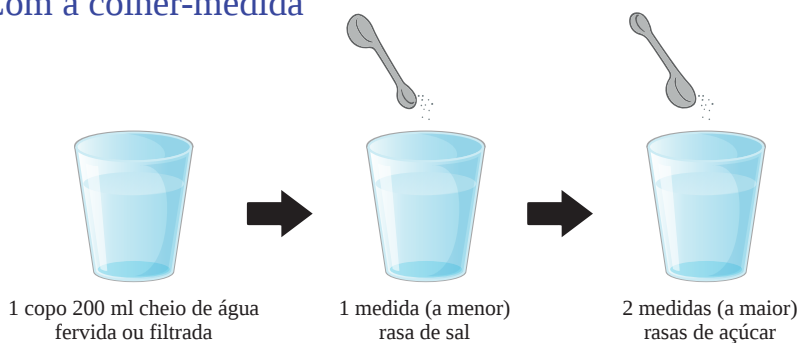 Com a colher-medida
1 copo 200 ml cheio de água
fervida ou filtrada
1 medida (a menor)
rasa de sal
2 medidas (a maior)
rasas de açúcar